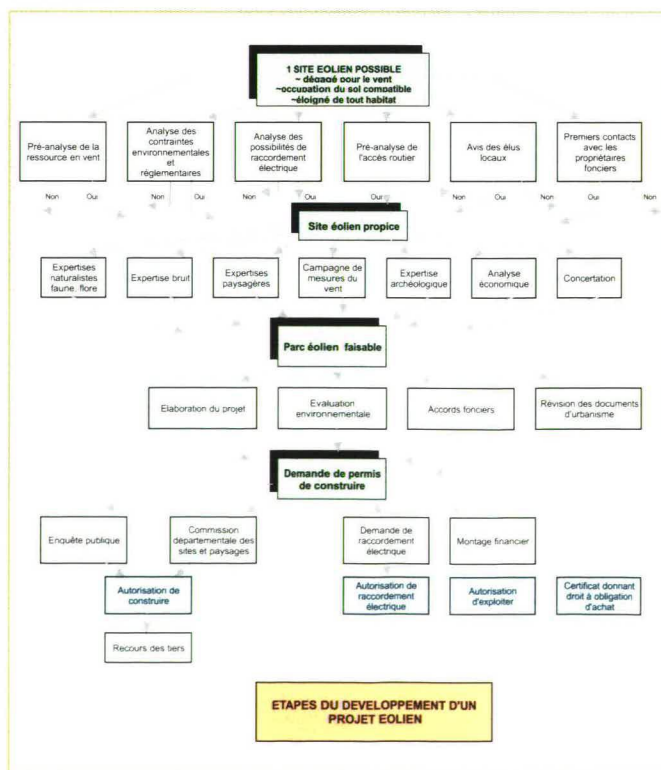 1 SITE EOLIEN POSSIBLE
~ dégagé pour le vent
~occupation du sol compatible
~éloigné de tout habitat
Pré-analyse de la
ressource en vent
Analyse des
contraintes
environnementales
et
réglementaires
Analyse des
possibilités de
raccordement
électrique
Pré-analyse de
l'accès routier
Avis des élus
locaux
Premiers contacts
avec les
propriétaires
fonciers
Non Oui Non Oui Non Oui Oui Non Oui Non Oui Non
Site éolien propice
Expertises
naturalistes
faune, flore
Expertise bruit
Expertises
paysagères
Campagne de
mesures du
vent
Expertise
archéologique
Analyse
économique
Concertation
Parc éolien faisable
Elaboration du projet
Evaluation
environnementale
Accords fonciers
Révision des documents
d'urbanisme
Demande de permis
de construire
Enquête publique
Commission
départementale des
sites et paysages
Demande de
raccordement
électrique
Montage financier
Autorisation de
construire
Autorisation de
raccordement
électrique
Autorisation
d'exploiter
Certificat donnant
droit à obligation
d'achat
Recours des tiers
ETAPES DU DEVELOPPEMENT D'UN
PROJET EOLIEN